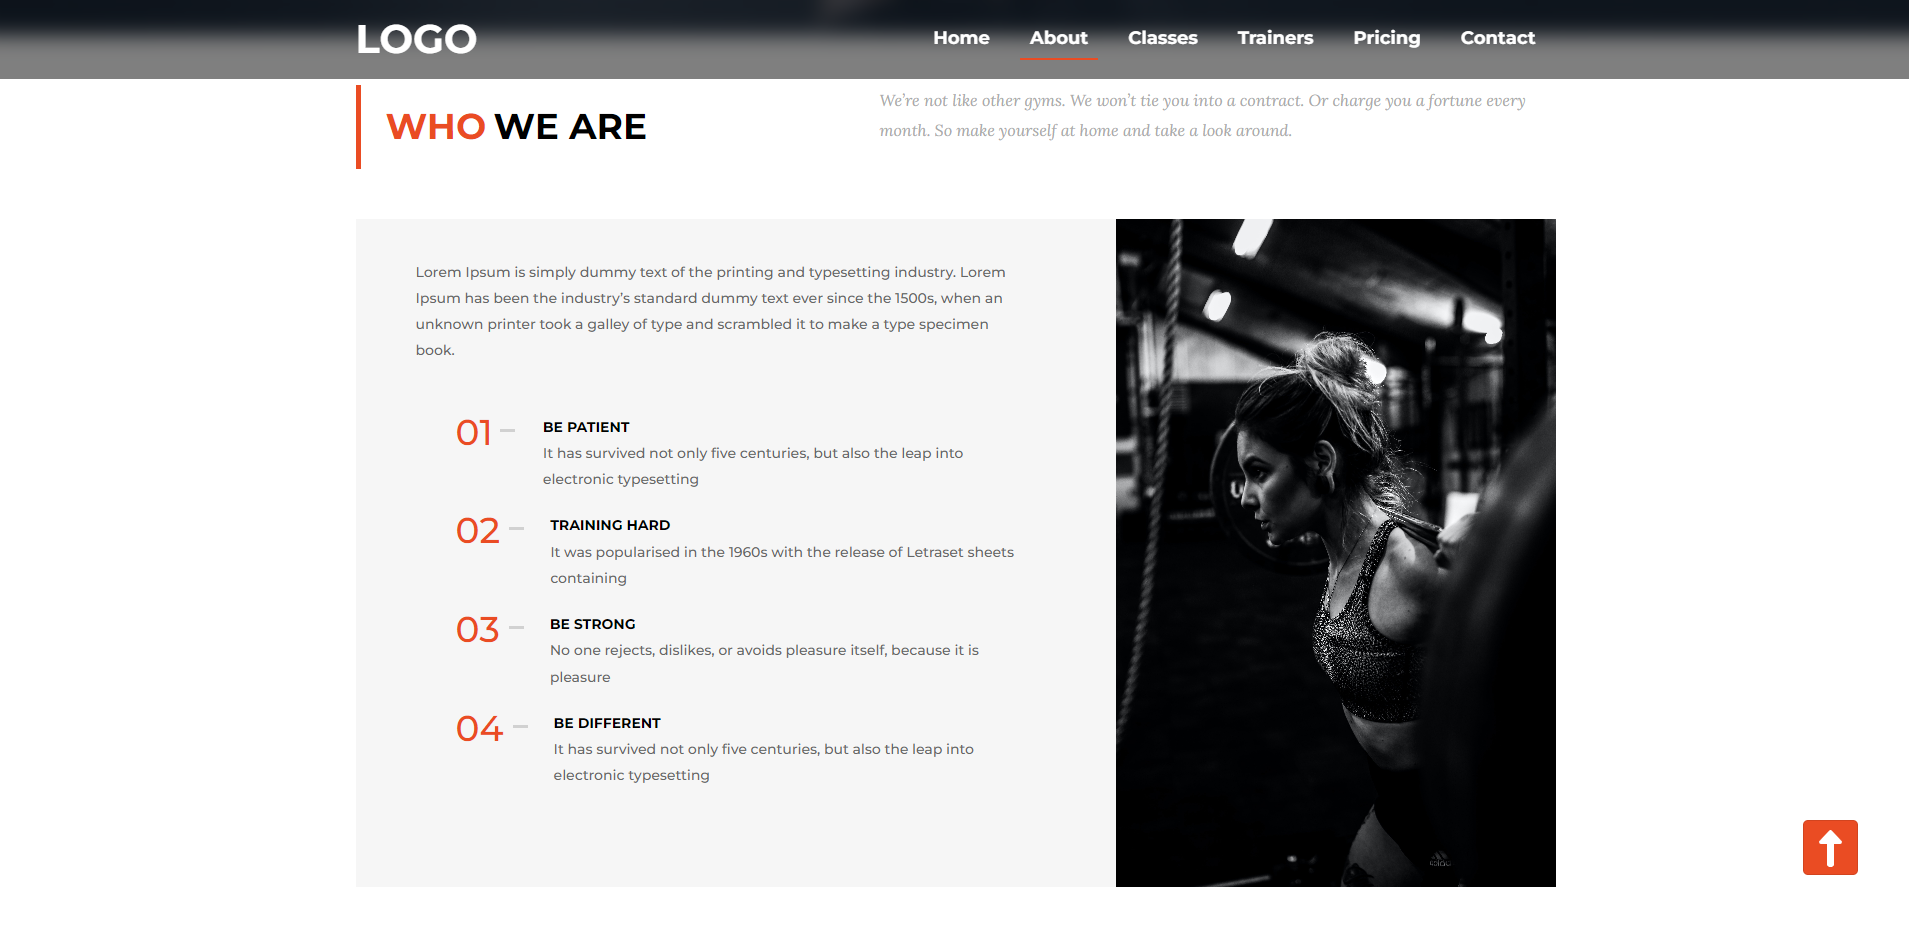 LOGO
Home About Classes Trainers Pricing Contact
WHO WE ARE
We’re not like other gyms. We won’t tie you into a contract. Or charge you a fortune every
month. So make yourself at home and take a look around.
Lorem Ipsum is simply dummy text of the printing and typesetting industry. Lorem
Ipsum has been the industry’s standard dummy text ever since the 1500s, when an
unknown printer took a galley of type and scrambled it to make a type specimen
book.
01 – BE PATIENT
It has survived not only five centuries, but also the leap into
electronic typesetting
02 – TRAINING HARD
It was popularised in the 1960s with the release of Letraset sheets
containing
03 – BE STRONG
No one rejects, dislikes, or avoids pleasure itself, because it is
pleasure
04 – BE DIFFERENT
It has survived not only five centuries, but also the leap into
electronic typesetting